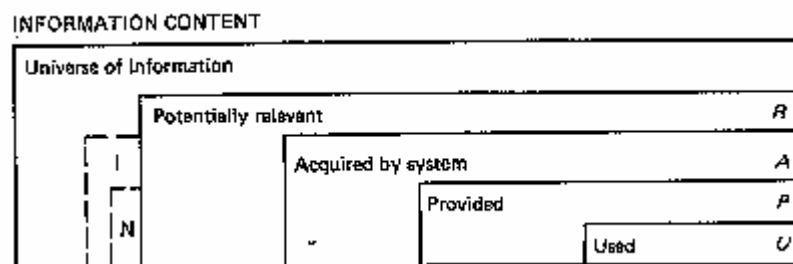 INFORMATION CONTENT
Universe of Information
Potentially relevant R
I
Acquired by system A
Provided P
N
Used U